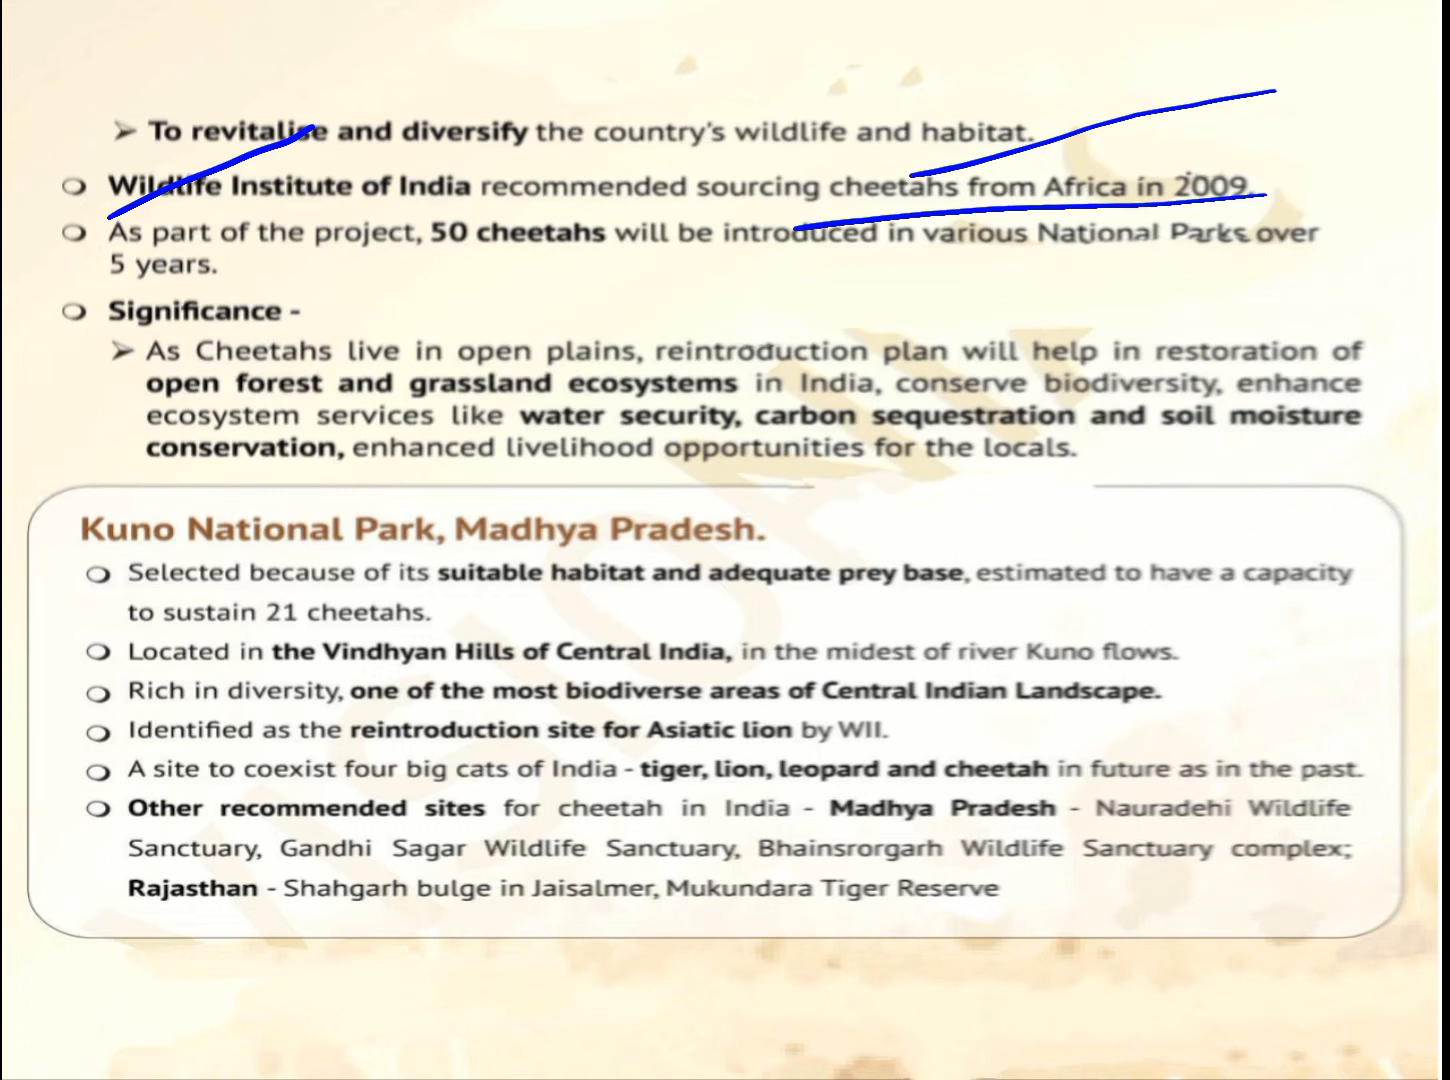 ➤ To revitalise and diversify the country's wildlife and habitat.
❍ Wildlife Institute of India recommended sourcing cheetahs from Africa in 2009.
❍ As part of the project, 50 cheetahs will be introduced in various National Parks over
5 years.
❍ Significance -
➤ As Cheetahs live in open plains, reintroduction plan will help in restoration of
open forest and grassland ecosystems in India, conserve biodiversity, enhance
ecosystem services like water security, carbon sequestration and soil moisture
conservation, enhanced livelihood opportunities for the locals.
Kuno National Park, Madhya Pradesh.
❍ Selected because of its suitable habitat and adequate prey base, estimated to have a capacity
to sustain 21 cheetahs.
❍ Located in the Vindhyan Hills of Central India, in the midest of river Kuno flows.
❍ Rich in diversity, one of the most biodiverse areas of Central Indian Landscape.
❍ Identified as the reintroduction site for Asiatic lion by WII.
❍ A site to coexist four big cats of India - tiger, lion, leopard and cheetah in future as in the past.
❍ Other recommended sites for cheetah in India - Madhya Pradesh - Nauradehi Wildlife
Sanctuary, Gandhi Sagar Wildlife Sanctuary, Bhainsrorgarh Wildlife Sanctuary complex;
Rajasthan - Shahgarh bulge in Jaisalmer, Mukundara Tiger Reserve
VISION IAS